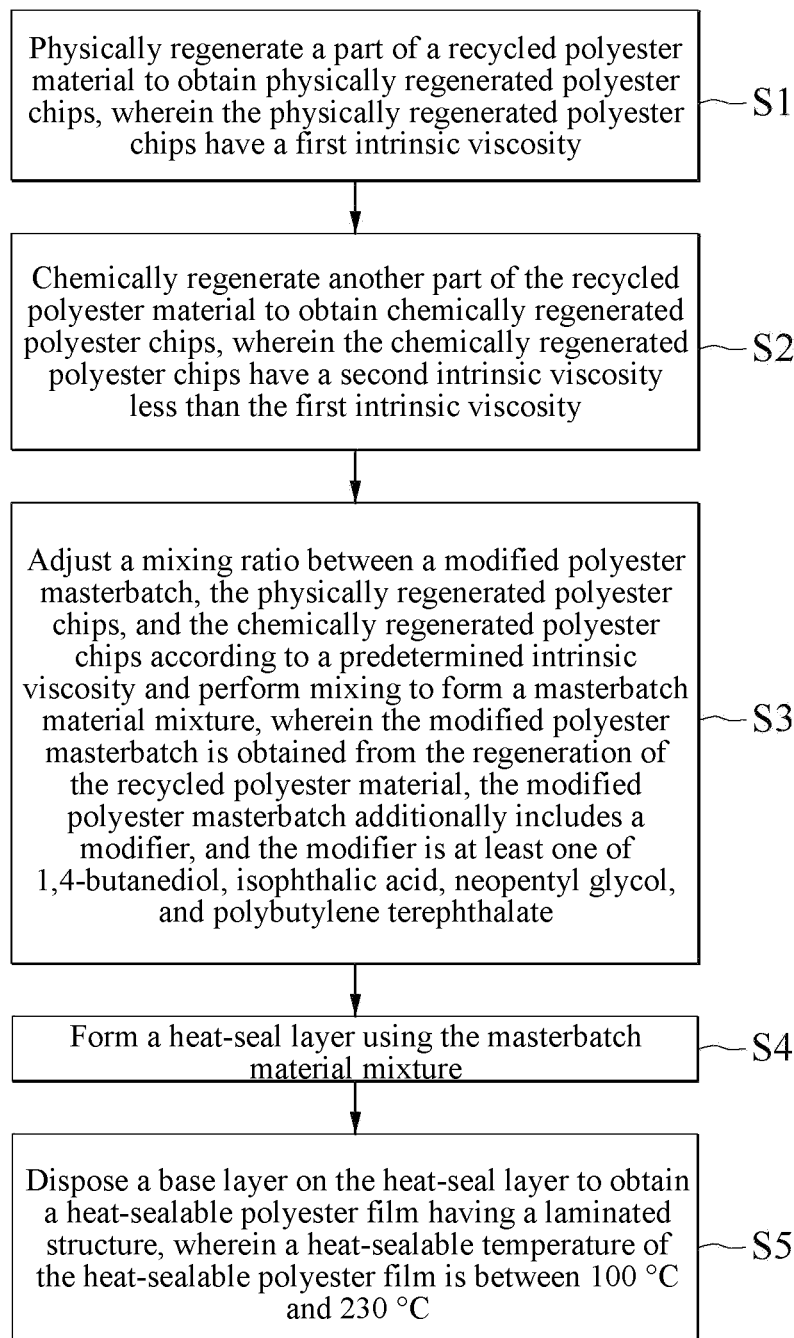 Physically regenerate a part of a recycled polyester
material to obtain physically regenerated polyester
chips, wherein the physically regenerated polyester
chips have a first intrinsic viscosity
S1
Chemically regenerate another part of the recycled
polyester material to obtain chemically regenerated
polyester chips, wherein the chemically regenerated
polyester chips have a second intrinsic viscosity
less than the first intrinsic viscosity
S2
Adjust a mixing ratio between a modified polyester
masterbatch, the physically regenerated polyester
chips, and the chemically regenerated polyester
chips according to a predetermined intrinsic
viscosity and perform mixing to form a masterbatch
material mixture, wherein the modified polyester
masterbatch is obtained from the regeneration of
the recycled polyester material, the modified
polyester masterbatch additionally includes a
modifier, and the modifier is at least one of
1,4-butanediol, isophthalic acid, neopentyl glycol,
and polybutylene terephthalate
S3
Form a heat-seal layer using the masterbatch
material mixture
S4
Dispose a base layer on the heat-seal layer to obtain
a heat-sealable polyester film having a laminated
structure, wherein a heat-sealable temperature of
the heat-sealable polyester film is between 100 °C
and 230 °C
S5